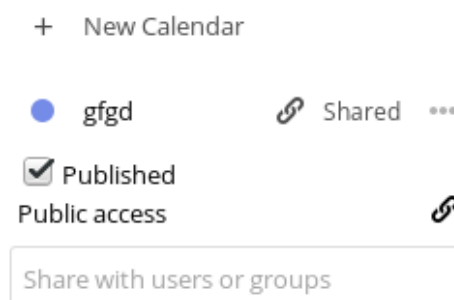 + New Calendar
gfgd Shared
Published
Public access
Share with users or groups